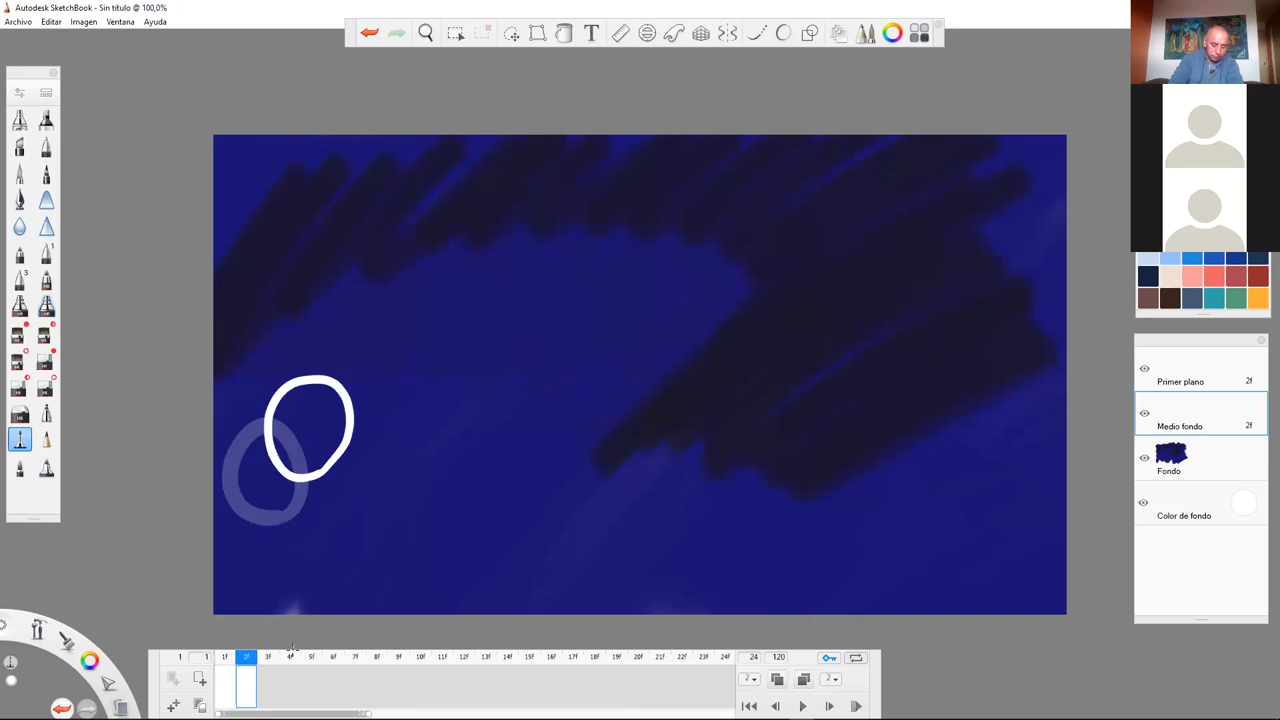 Autodesk SketchBook - Sin título @ 100,0%
Archivo Editar Imagen Ventana Ayuda
T
1
3
Primer plano 2f
Medio fondo 2f
Fondo
Color de fondo
1 1 1f 2f 3f 4f 5f 6f 7f 8f 9f 10f 11f 12f 13f 14f 15f 16f 17f 18f 19f 20f 21f 22f 23f 24f 24 120
2 2